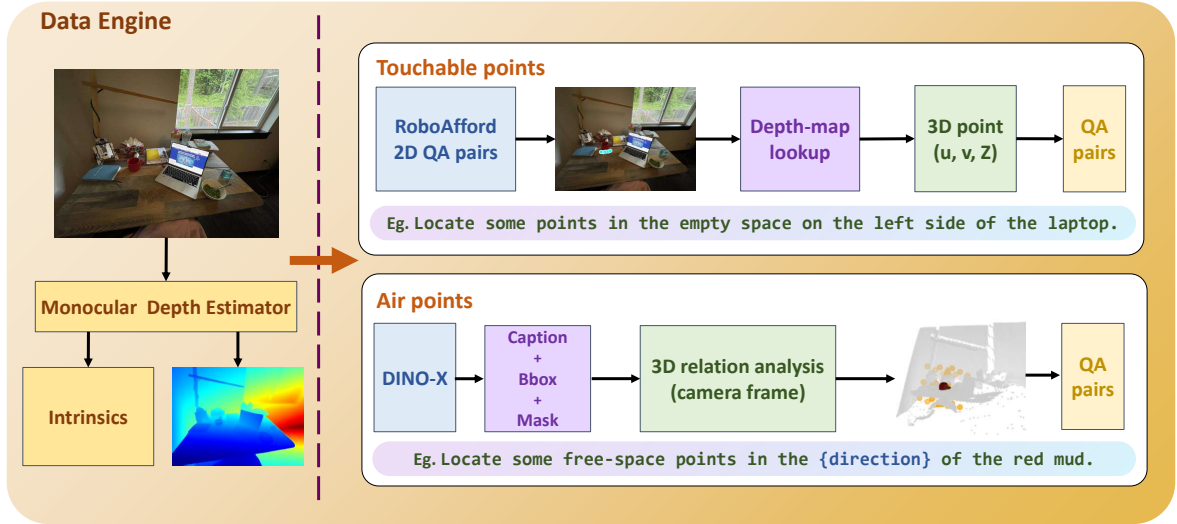 Data Engine
Monocular Depth Estimator
Intrinsics
Touchable points
RoboAfford
2D QA pairs
Depth-map
lookup
3D point
(u, v, Z)
QA
pairs
Eg. Locate some points in the empty space on the left side of the laptop.
Air points
DINO-X
Caption
+
Bbox
+
Mask
3D relation analysis
(camera frame)
QA
pairs
Eg. Locate some free-space points in the {direction} of the red mud.